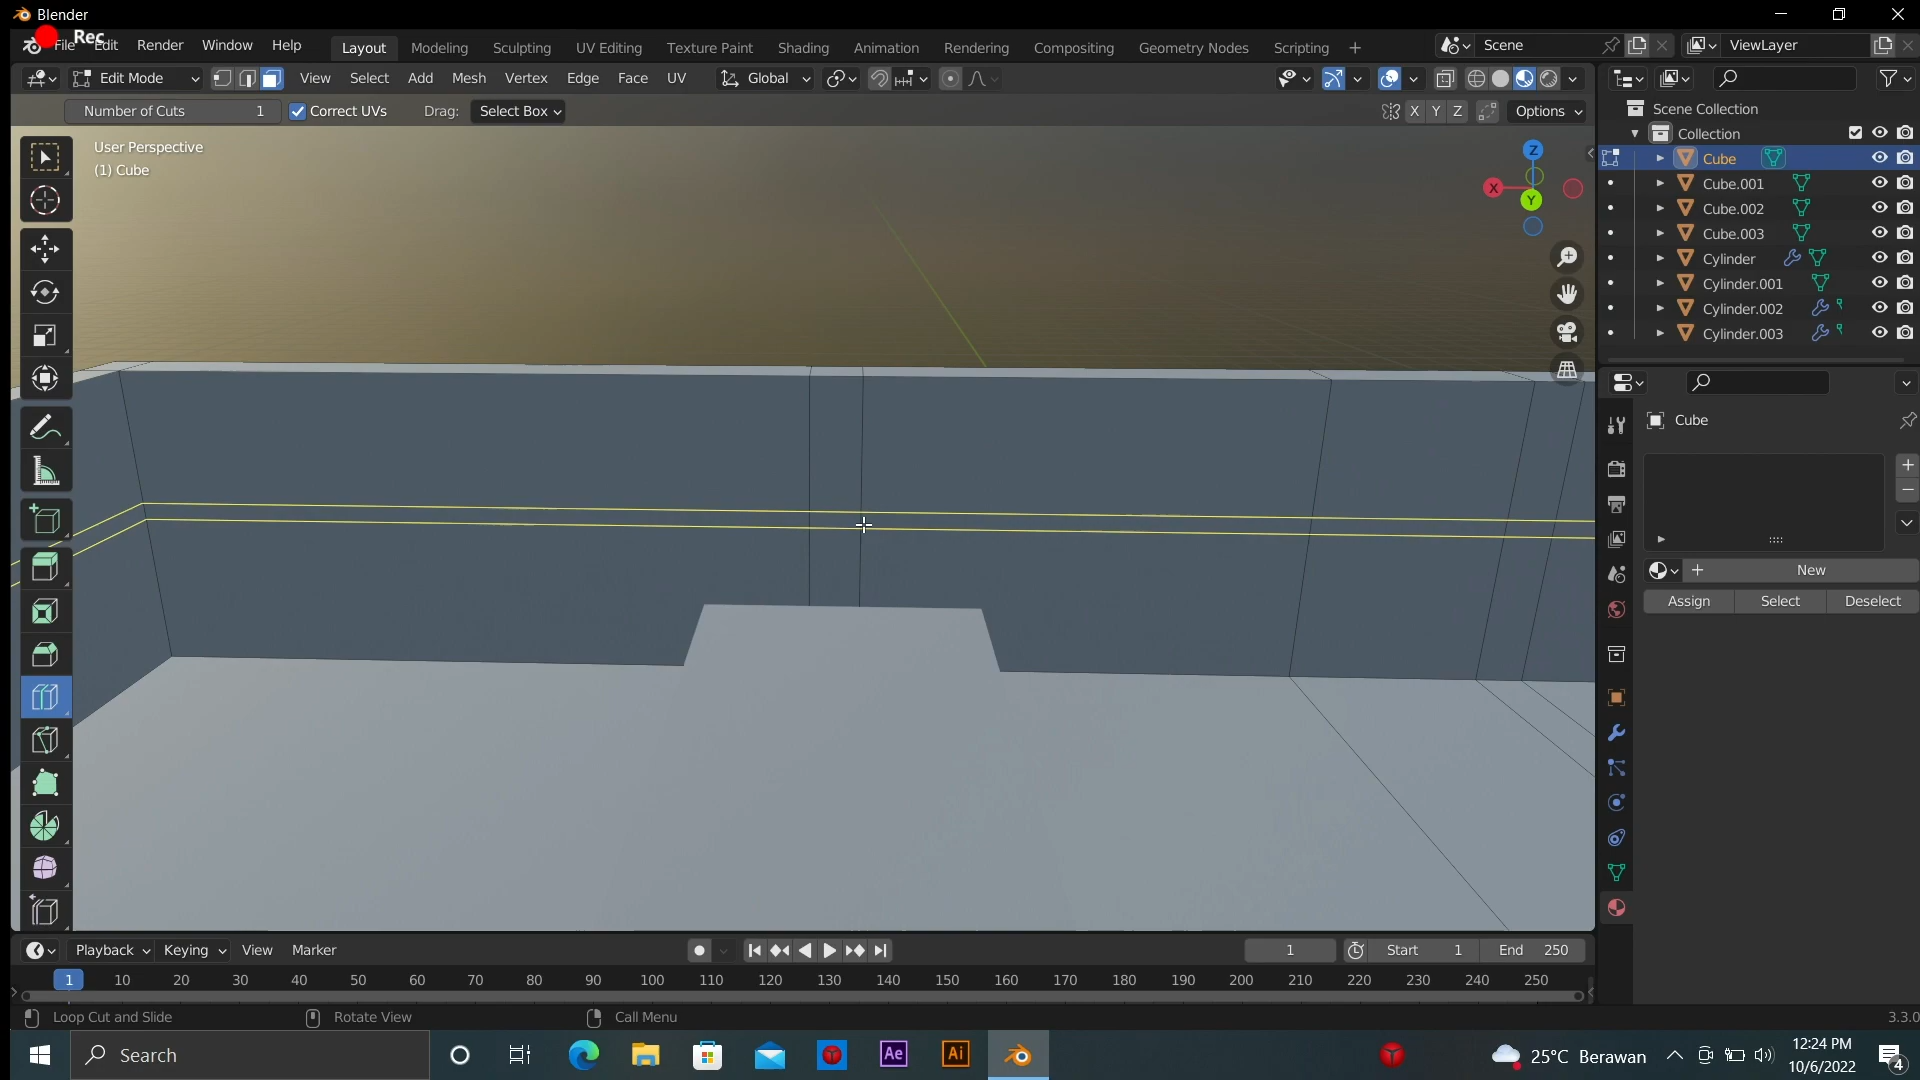 Blender
Rec
File Edit Render Window Help Layout Modeling Sculpting UV Editing Texture Paint Shading Animation Rendering Compositing Geometry Nodes Scripting + Scene ViewLayer
Edit Mode View Select Add Mesh Vertex Edge Face UV Global
Number of Cuts 1 Correct UVs Drag: Select Box X Y Z Options
User Perspective
(1) Cube
Z
X
Y
Scene Collection
Collection
Cube
Cube.001
Cube.002
Cube.003
Cylinder
Cylinder.001
Cylinder.002
Cylinder.003
Cube
+ New
Assign Select Deselect
Playback Keying View Marker 1 Start 1 End 250
1 10 20 30 40 50 60 70 80 90 100 110 120 130 140 150 160 170 180 190 200 210 220 230 240 250
Loop Cut and Slide Rotate View Call Menu 3.3.0
Search Ae Ai 25°C Berawan 12:24 PM
10/6/2022
4